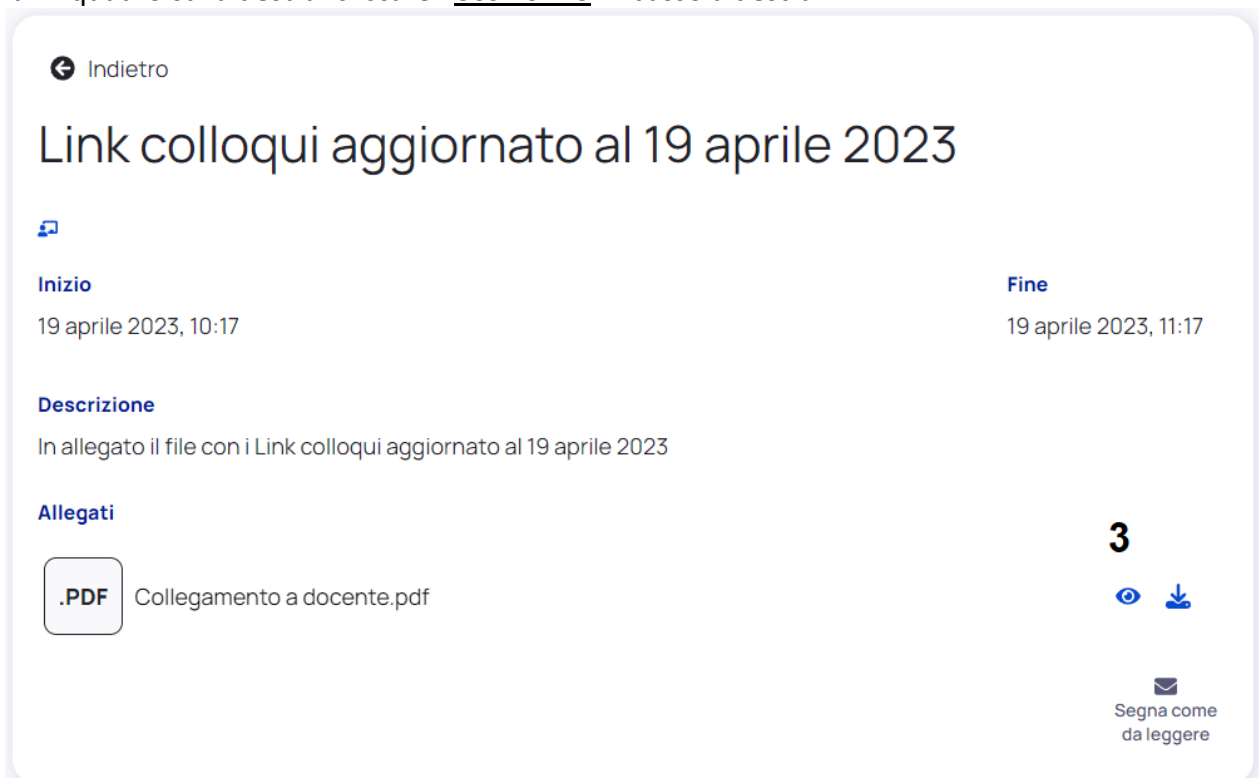 Indietro
Link colloqui aggiornato al 19 aprile 2023
Inizio
Fine
19 aprile 2023, 10:17
19 aprile 2023, 11:17
Descrizione
In allegato il file con i Link colloqui aggiornato al 19 aprile 2023
Allegati
3
.PDF Collegamento a docente.pdf
Segna come
da leggere